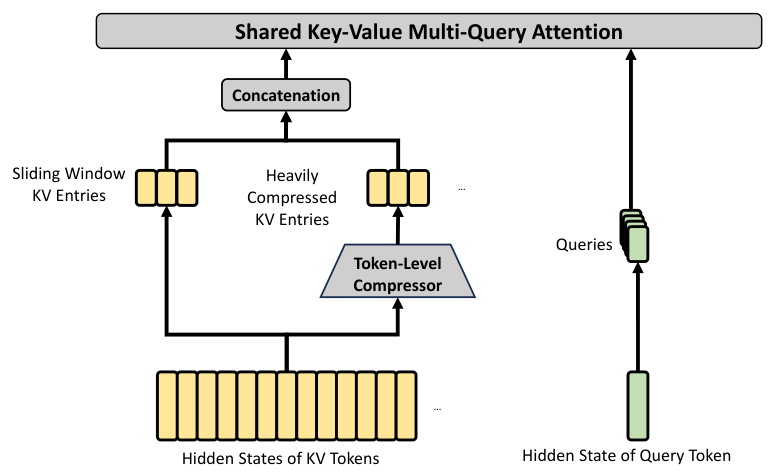 Shared Key-Value Multi-Query Attention
Concatenation
Sliding Window
KV Entries
Heavily
Compressed
KV Entries
...
Token-Level
Compressor
Queries
...
Hidden States of KV Tokens
Hidden State of Query Token